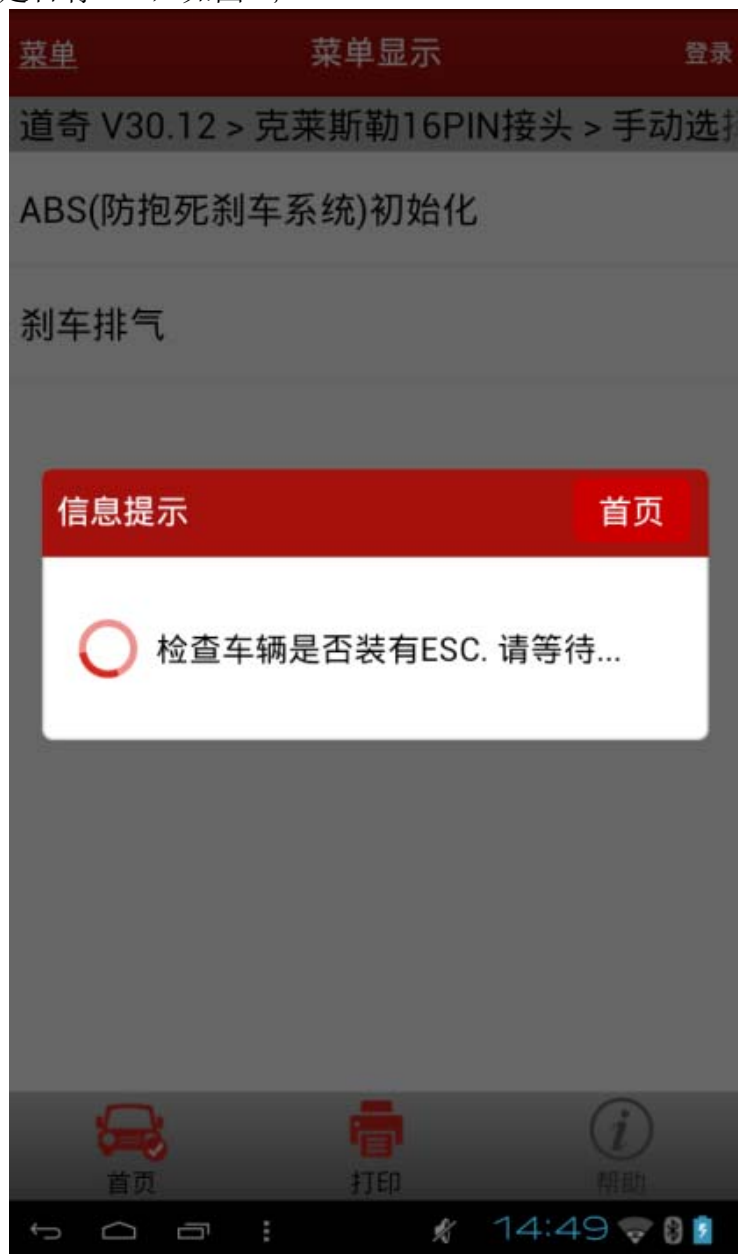 菜单 菜单显示 登录
道奇 V30.12 > 克莱斯勒16PIN接头 > 手动选
ABS(防抱死刹车系统)初始化
刹车排气
信息提示 首页
检查车辆是否装有ESC. 请等待...
首页 打印 帮助
14:49